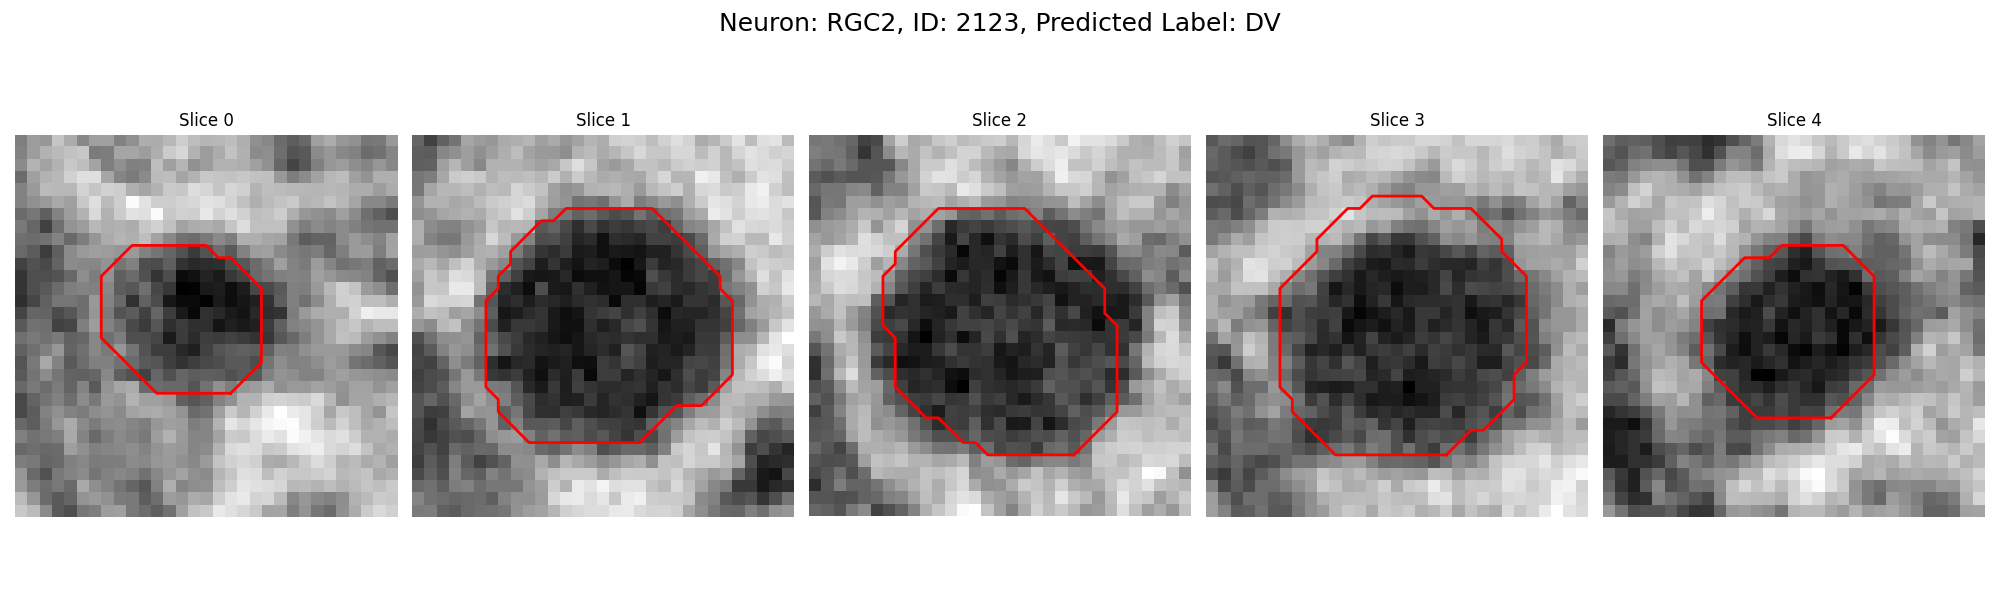 Neuron: RGC2, ID: 2123, Predicted Label: DV
Slice 0
Slice 1
Slice 2
Slice 3
Slice 4